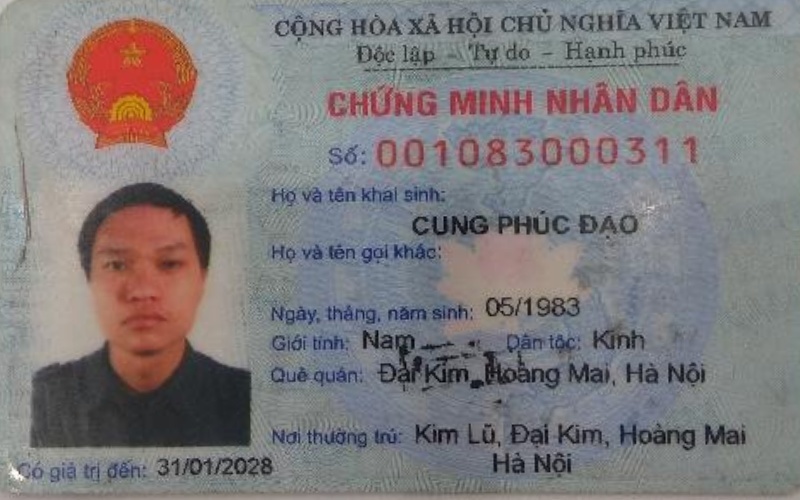 CỘNG HÒA XÃ HỘI CHỦ NGHĨA VIỆT NAM
Độc lập - Tự do - Hạnh phúc
CHỨNG MINH NHÂN DÂN
Số: 001083000311
Họ và tên khai sinh:
CUNG PHÚC ĐẠO
Họ và tên gọi khác:
Ngày, tháng, năm sinh: 05/1983
Giới tính: Nam Dân tộc: Kinh
Quê quán: Đại Kim, Hoàng Mai, Hà Nội
Nơi thường trú: Kim Lũ, Đại Kim, Hoàng Mai
Hà Nội
Có giá trị đến: 31/01/2028